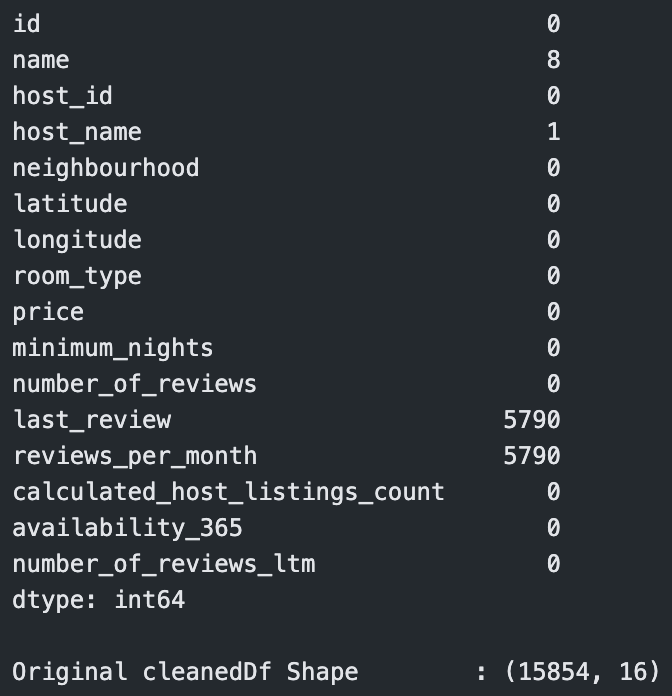 id 0
name 8
host_id 0
host_name 1
neighbourhood 0
latitude 0
longitude 0
room_type 0
price 0
minimum_nights 0
number_of_reviews 0
last_review 5790
reviews_per_month 5790
calculated_host_listings_count 0
availability_365 0
number_of_reviews_ltm 0
dtype: int64
Original cleanedDf Shape : (15854, 16)